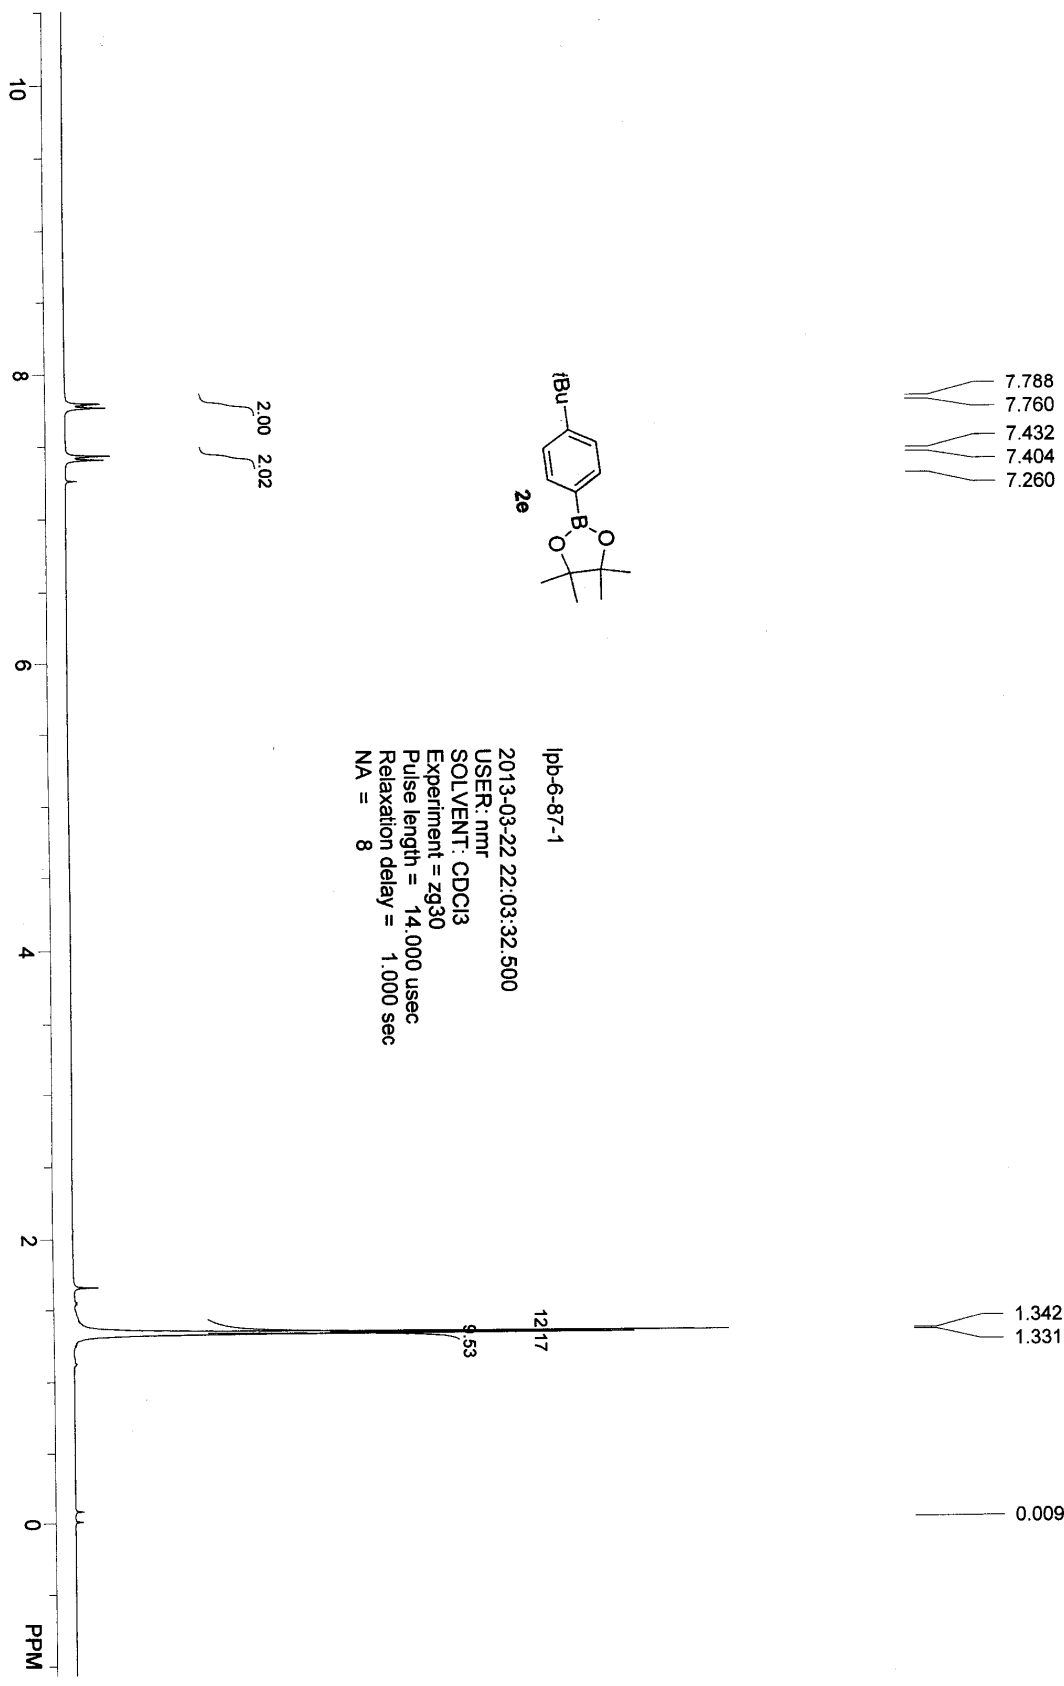 7.788
7.760
7.432
7.404
7.260
1.342
1.331
0.009
tBu
B
O
O
2e
lpb-6-87-1
2013-03-22 22:03:32.500
USER: nmr
SOLVENT: CDCl3
Experiment = zg30
Pulse length = 14.000 usec
Relaxation delay = 1.000 sec
NA = 8
2.00
2.02
12.17
9.53
10
8
6
4
2
0
PPM